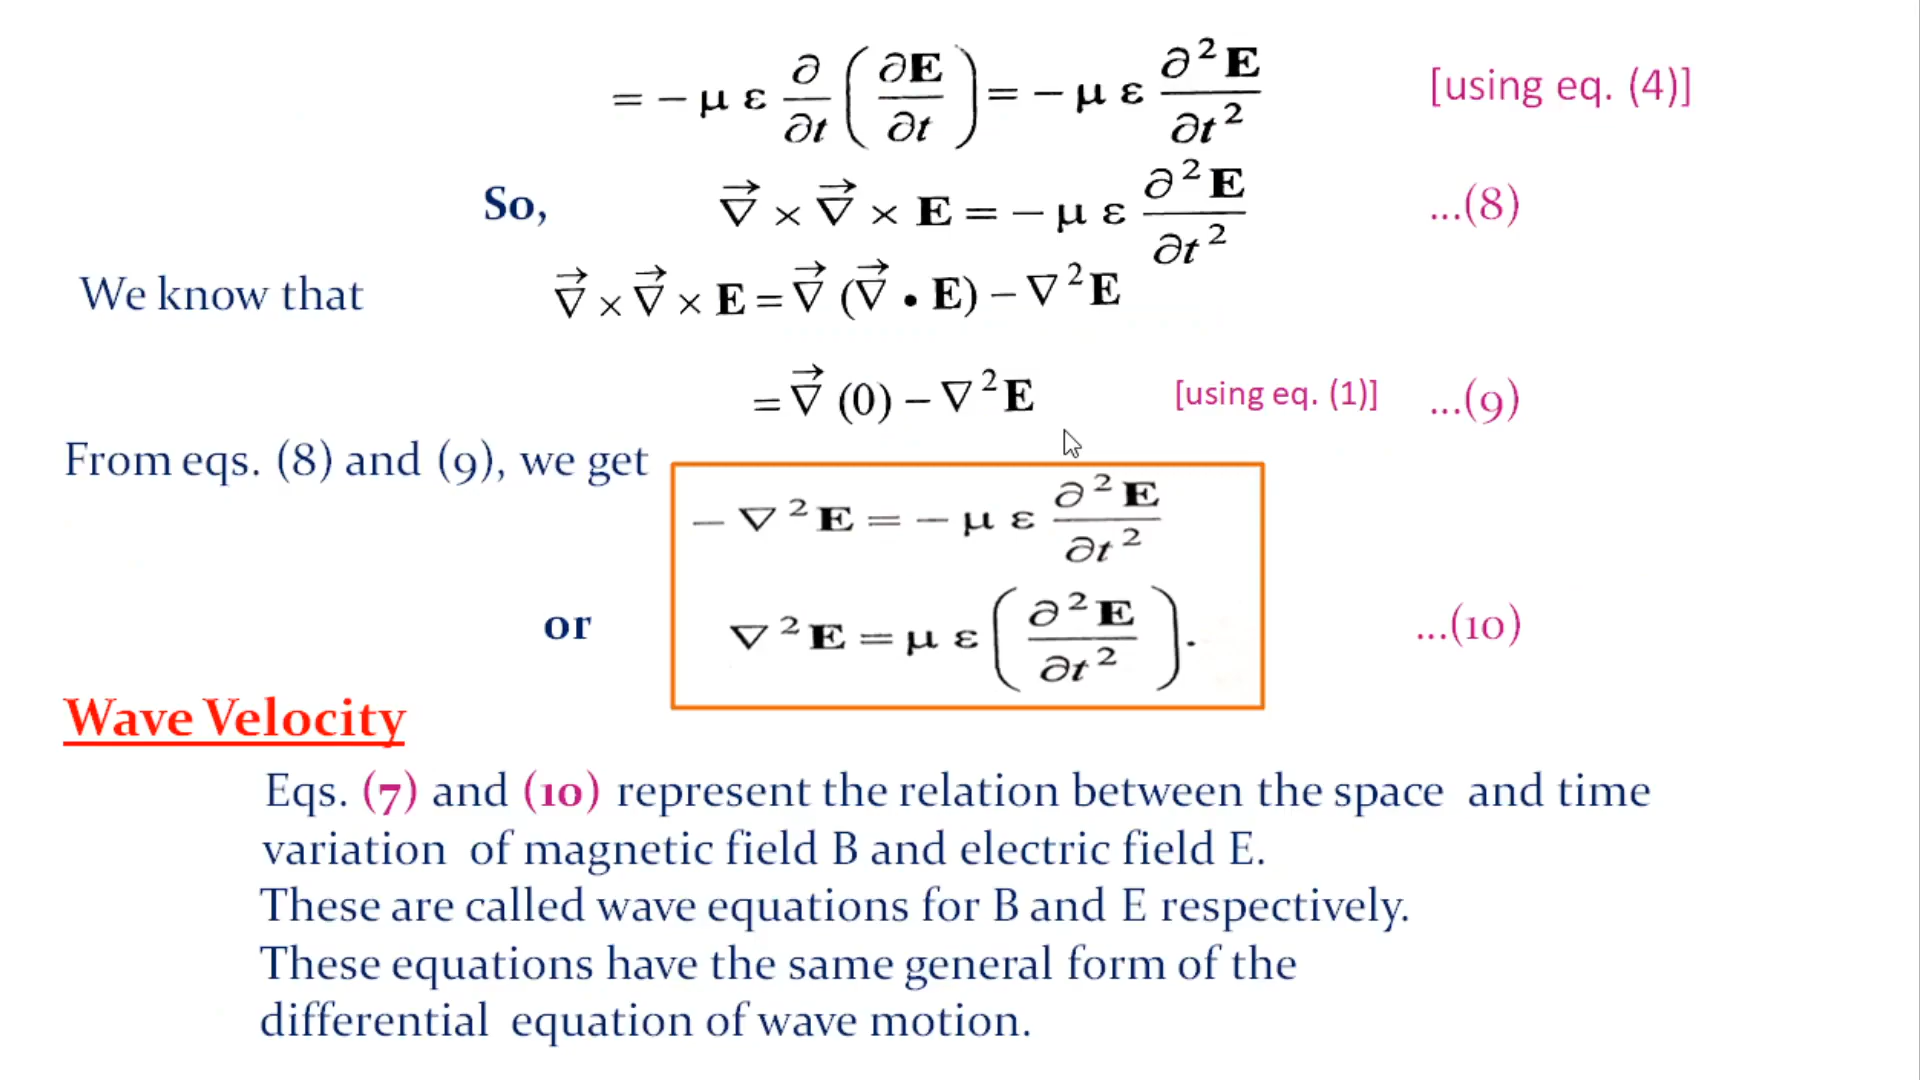 = − μ ε ∂/∂t (∂E/∂t) = − μ ε ∂²E/∂t² [using eq. (4)]
So, ∇⃗ × ∇⃗ × E = − μ ε ∂²E/∂t² ...(8)
We know that ∇⃗ × ∇⃗ × E = ∇⃗ (∇⃗ • E) − ∇²E
= ∇⃗ (0) − ∇²E [using eq. (1)] ...(9)
From eqs. (8) and (9), we get
− ∇²E = − μ ε ∂²E/∂t²
or ∇²E = μ ε (∂²E/∂t²). ...(10)
Wave Velocity
Eqs. (7) and (10) represent the relation between the space and time
variation of magnetic field B and electric field E.
These are called wave equations for B and E respectively.
These equations have the same general form of the
differential equation of wave motion.